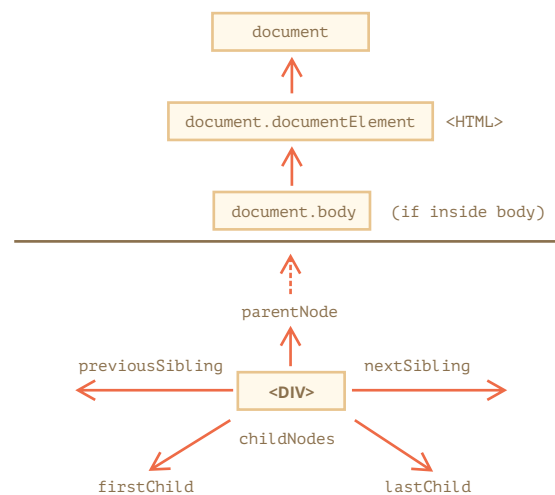 document
document.documentElement <HTML>
document.body (if inside body)
parentNode
previousSibling nextSibling
<DIV>
childNodes
firstChild lastChild